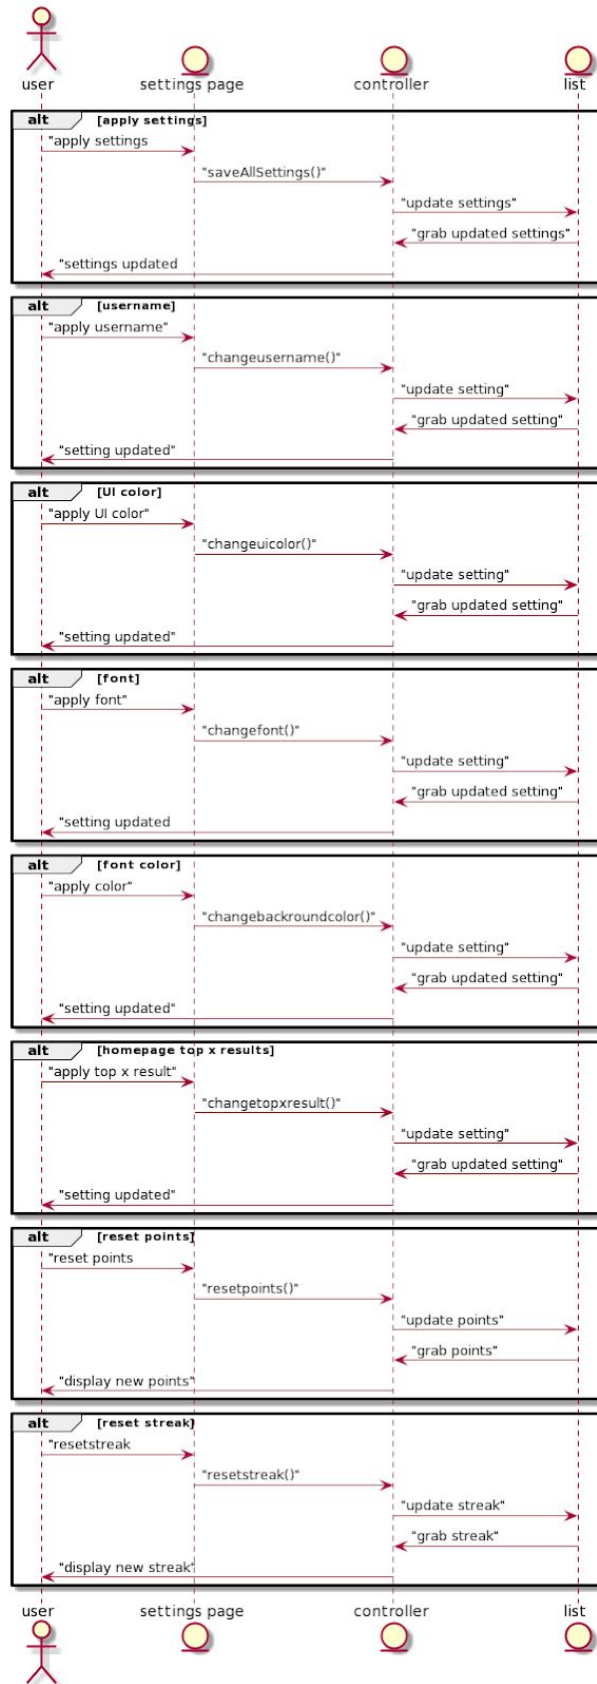 user settings page controller list
alt [apply settings]
"apply settings
"saveAllSettings()"
"update settings"
"grab updated settings"
"settings updated
alt [username]
"apply username"
"changeusername()"
"update setting"
"grab updated setting"
"setting updated"
alt [UI color]
"apply UI color"
"changeuicolor()"
"update setting"
"grab updated setting"
"setting updated"
alt [font]
"apply font"
"changefont()"
"update setting"
"grab updated setting"
"setting updated
alt [font color]
"apply color"
"changebackroundcolor()"
"update setting"
"grab updated setting"
"setting updated"
alt [homepage top x results]
"apply top x result"
"changetopxresult()"
"update setting"
"grab updated setting"
"setting updated"
alt [reset points]
"reset points
"resetpoints()"
"update points"
"grab points"
"display new points"
alt [reset streak]
"resetstreak
"resetstreak()"
"update streak"
"grab streak"
"display new streak"
user settings page controller list